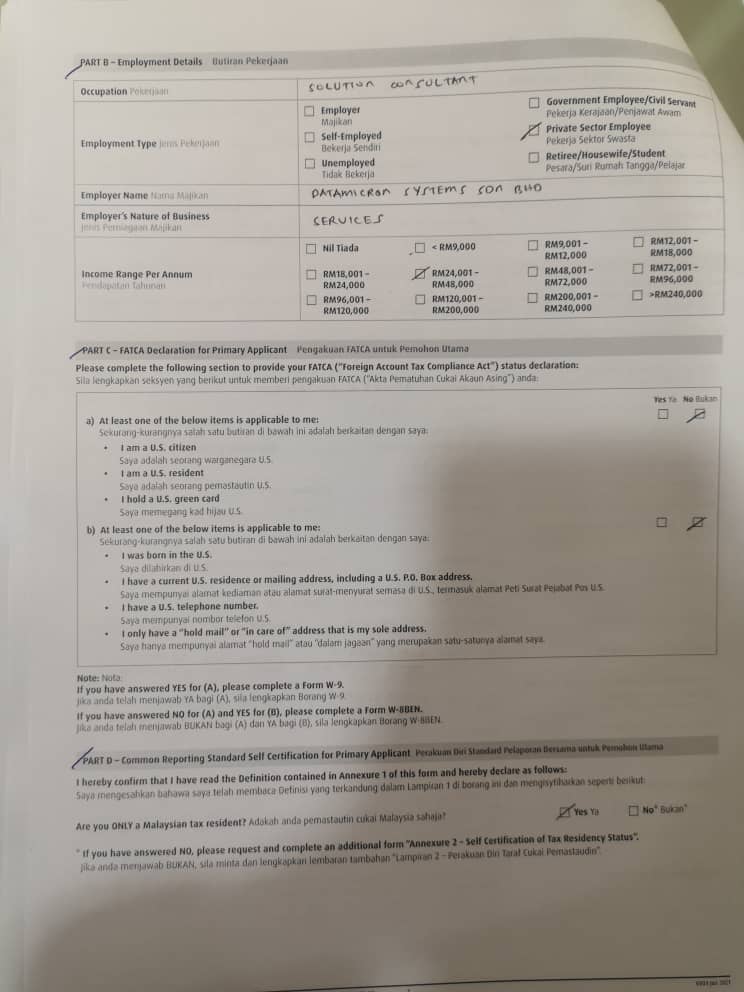 PART B – Employment Details Butiran Pekerjaan
Occupation Pekerjaan SOLUTION CONSULTANT
Employment Type Jenis Pekerjaan
Employer
Majikan
Self-Employed
Bekerja Sendiri
Unemployed
Tidak Bekerja
Government Employee/Civil Servant
Pekerja Kerajaan/Penjawat Awam
Private Sector Employee
Pekerja Sektor Swasta
Retiree/Housewife/Student
Pesara/Suri Rumah Tangga/Pelajar
Employer Name Nama Majikan DATAMICRON SYSTEMS SDN BHD
Employer's Nature of Business
Jenis Perniagaan Majikan
SERVICES
Income Range Per Annum
Pendapatan Tahunan
Nil Tiada
< RM9,000
RM9,001 –
RM12,000
RM12,001 –
RM18,000
RM18,001 –
RM24,000
RM24,001 –
RM48,000
RM48,001 –
RM72,000
RM72,001 –
RM96,000
RM96,001 –
RM120,000
RM120,001 –
RM200,000
RM200,001 –
RM240,000
>RM240,000
PART C – FATCA Declaration for Primary Applicant Pengakuan FATCA untuk Pemohon Utama
Please complete the following section to provide your FATCA ("Foreign Account Tax Compliance Act") status declaration:
Sila lengkapkan seksyen yang berikut untuk memberi pengakuan FATCA ("Akta Pematuhan Cukai Akaun Asing") anda:
Yes Ya No Bukan
a) At least one of the below items is applicable to me:
Sekurang-kurangnya salah satu butiran di bawah ini adalah berkaitan dengan saya:
• I am a U.S. citizen
Saya adalah seorang warganegara U.S.
• I am a U.S. resident
Saya adalah seorang pemastautin U.S.
• I hold a U.S. green card
Saya memegang kad hijau U.S.
b) At least one of the below items is applicable to me:
Sekurang-kurangnya salah satu butiran di bawah ini adalah berkaitan dengan saya:
• I was born in the U.S.
Saya dilahirkan di U.S.
• I have a current U.S. residence or mailing address, including a U.S. P.O. Box address.
Saya mempunyai alamat kediaman atau alamat surat-menyurat semasa di U.S., termasuk alamat Peti Surat Pejabat Pos U.S.
• I have a U.S. telephone number.
Saya mempunyai nombor telefon U.S.
• I only have a "hold mail" or "in care of" address that is my sole address.
Saya hanya mempunyai alamat "hold mail" atau "dalam jagaan" yang merupakan satu-satunya alamat saya.
Note: Nota:
If you have answered YES for (A), please complete a Form W-9.
Jika anda telah menjawab YA bagi (A), sila lengkapkan Borang W-9.
If you have answered NO for (A) and YES for (B), please complete a Form W-8BEN.
Jika anda telah menjawab BUKAN bagi (A) dan YA bagi (B), sila lengkapkan Borang W-8BEN.
PART D – Common Reporting Standard Self Certification for Primary Applicant Perakuan Diri Standard Pelaporan Bersama untuk Pemohon Utama
I hereby confirm that I have read the Definition contained in Annexure 1 of this form and hereby declare as follows:
Saya mengesahkan bahawa saya telah membaca Definisi yang terkandung dalam Lampiran 1 di borang ini dan mengisytiharkan seperti berikut:
Are you ONLY a Malaysian tax resident? Adakah anda pemastautin cukai Malaysia sahaja? Yes Ya No* Bukan*
* If you have answered NO, please request and complete an additional form "Annexure 2 – Self Certification of Tax Residency Status".
Jika anda menjawab BUKAN, sila minta dan lengkapkan lembaran tambahan "Lampiran 2 – Perakuan Diri Taraf Cukai Pemastaudin".